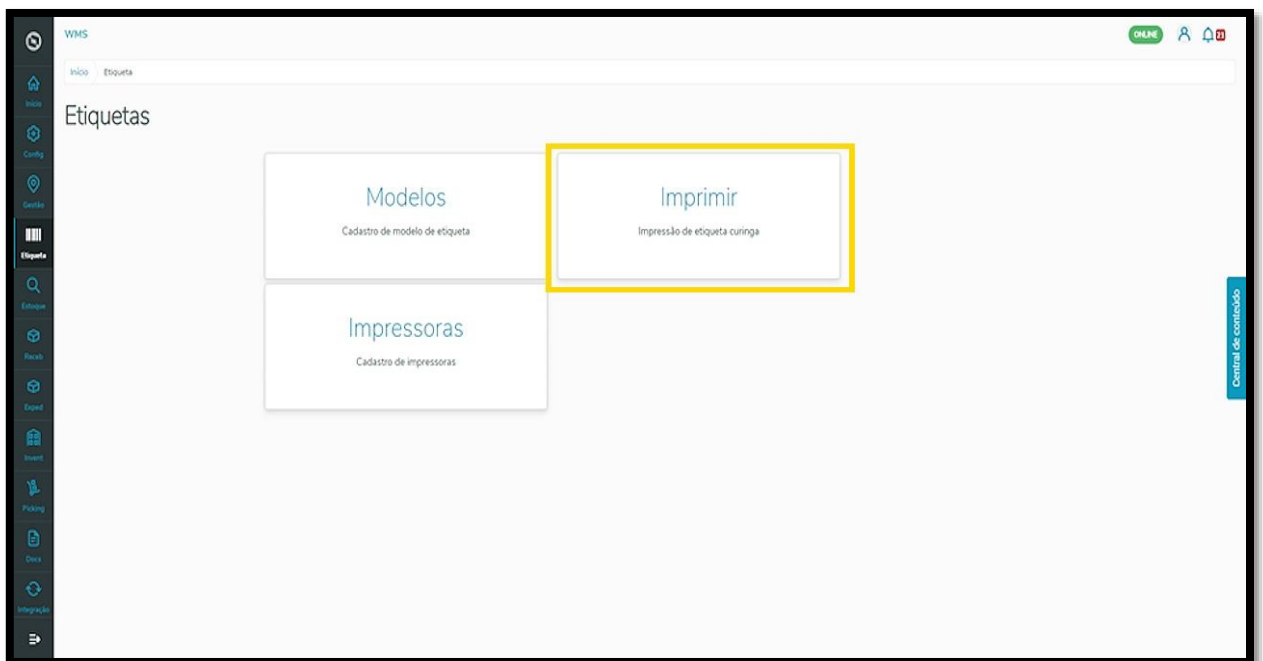 WMS
ONLINE
21
Início
Etiqueta
Etiquetas
Início
Config
Gestão
Etiqueta
Estoque
Receb
Exped
Invent
Picking
Docs
Integração
Modelos
Cadastro de modelo de etiqueta
Imprimir
Impressão de etiqueta curinga
Impressoras
Cadastro de impressoras
Central de conteúdo